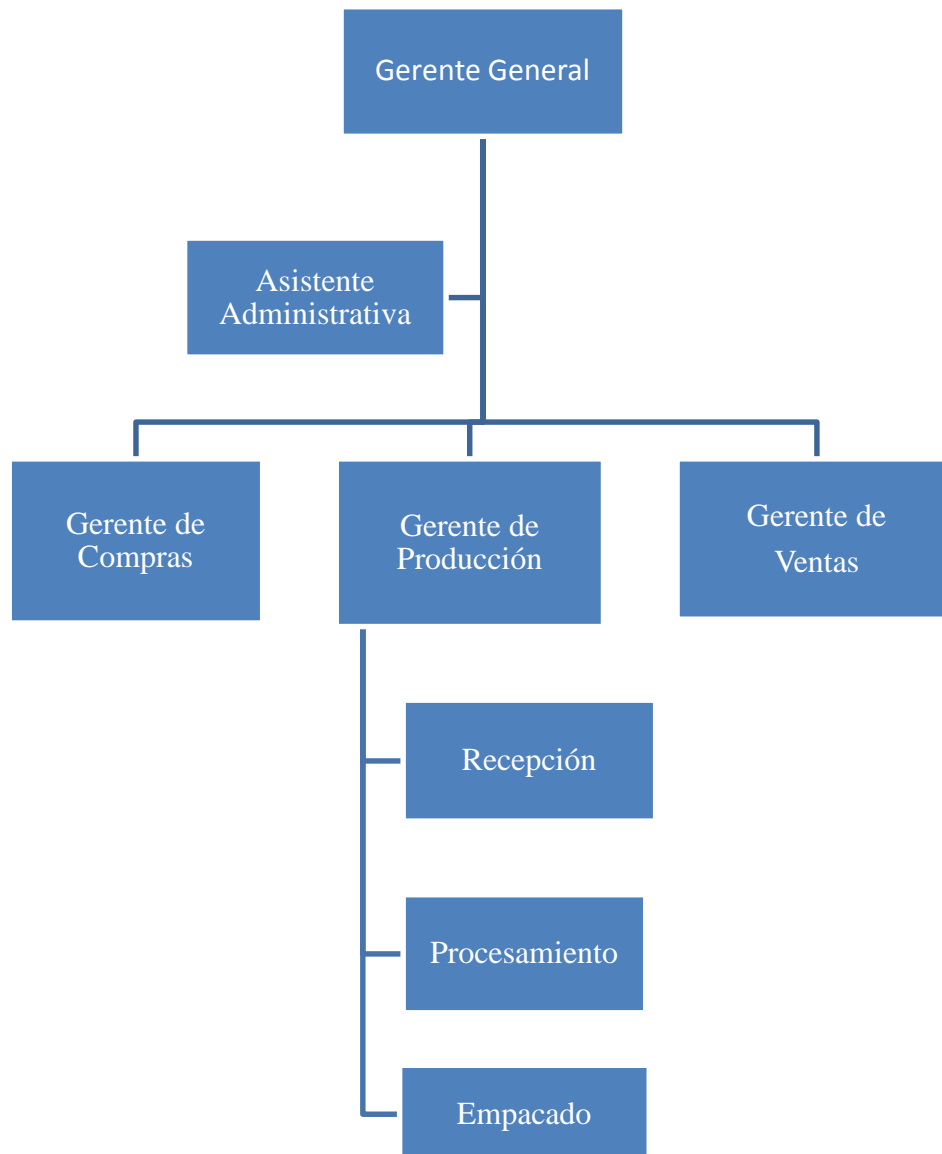 Gerente General
Asistente
Administrativa
Gerente de
Compras
Gerente de
Producción
Gerente de
Ventas
Recepción
Procesamiento
Empacado